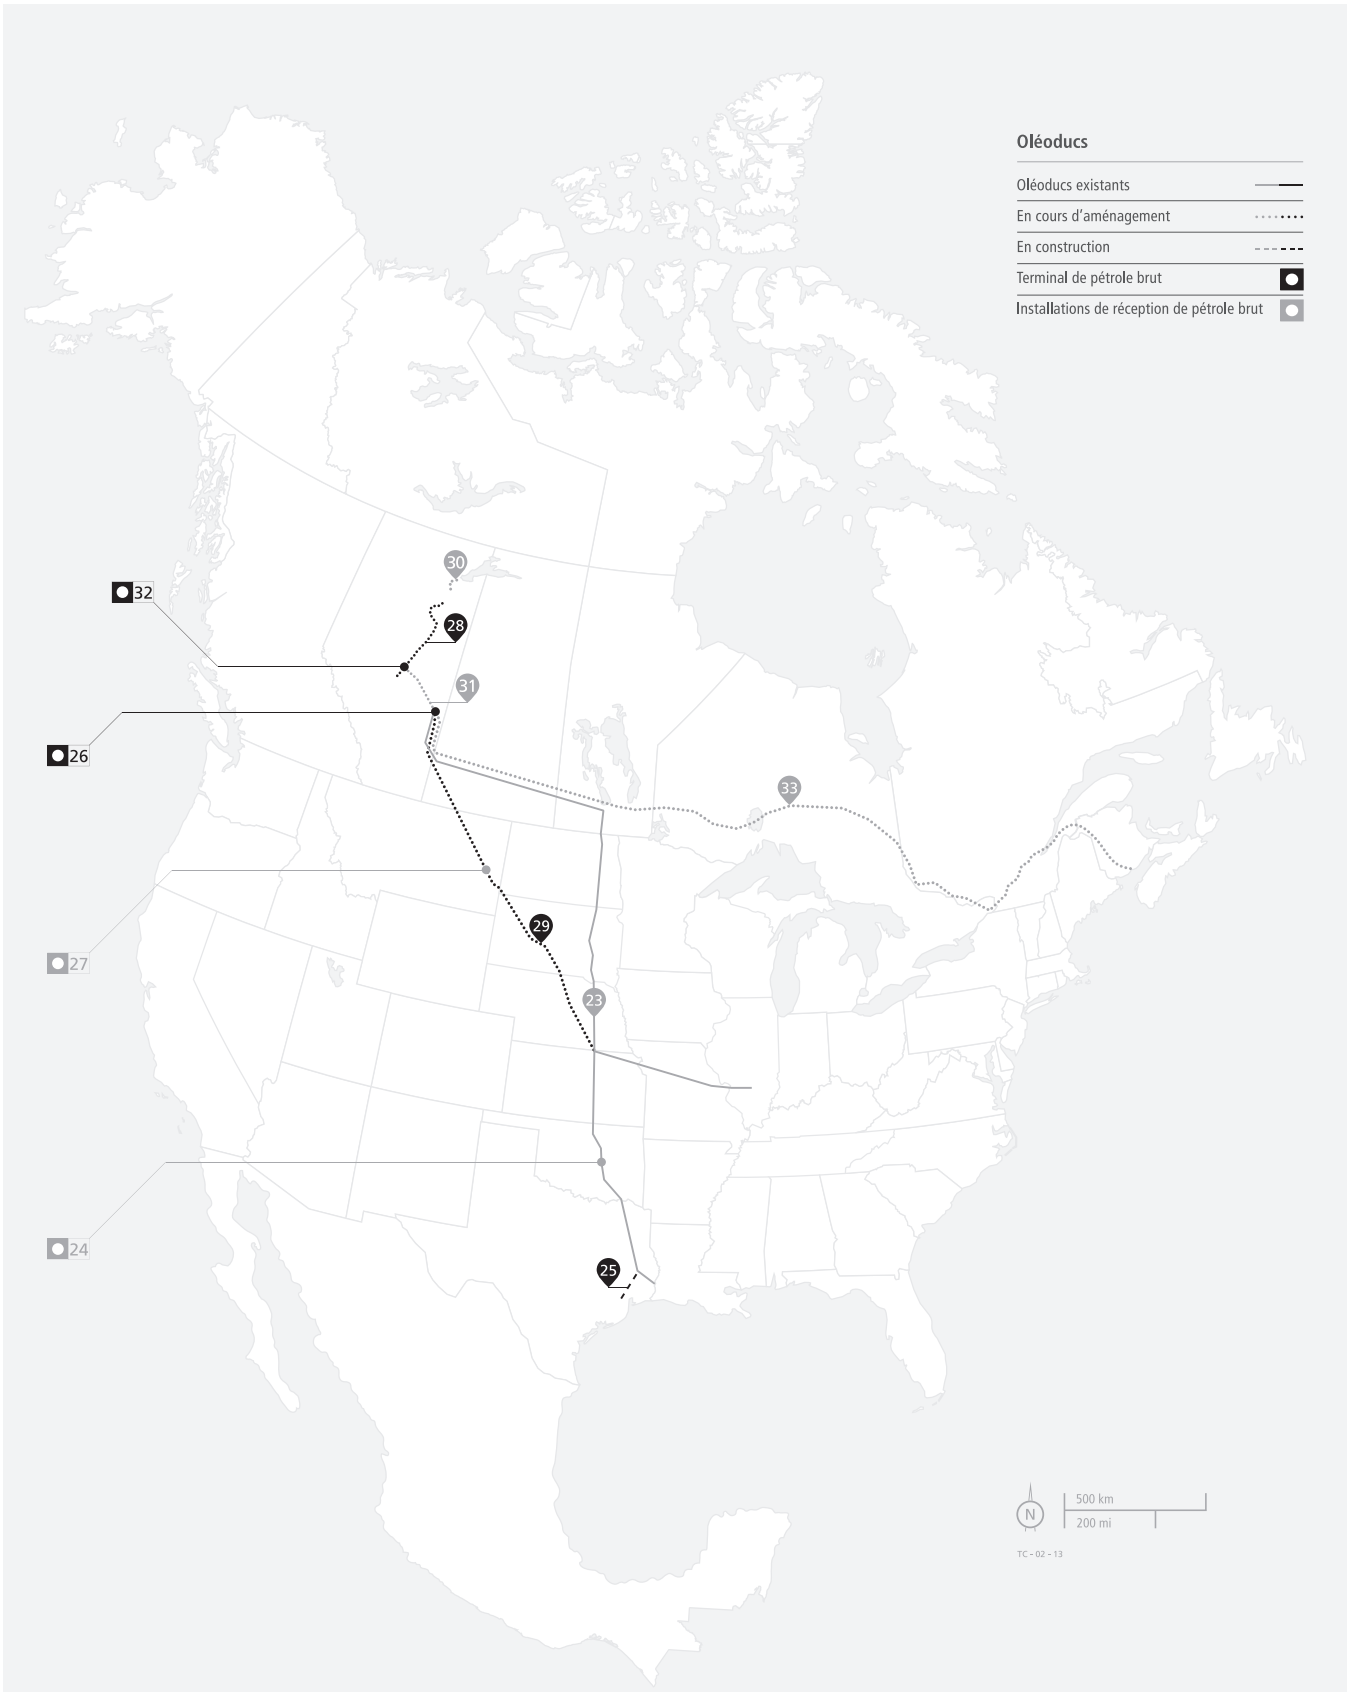 Oléoducs
Oléoducs existants
En cours d’aménagement
En construction
Terminal de pétrole brut
Installations de réception de pétrole brut
30
32
28
31
26
33
29
27
23
24
25
500 km
N
200 mi
TC – 02 – 13